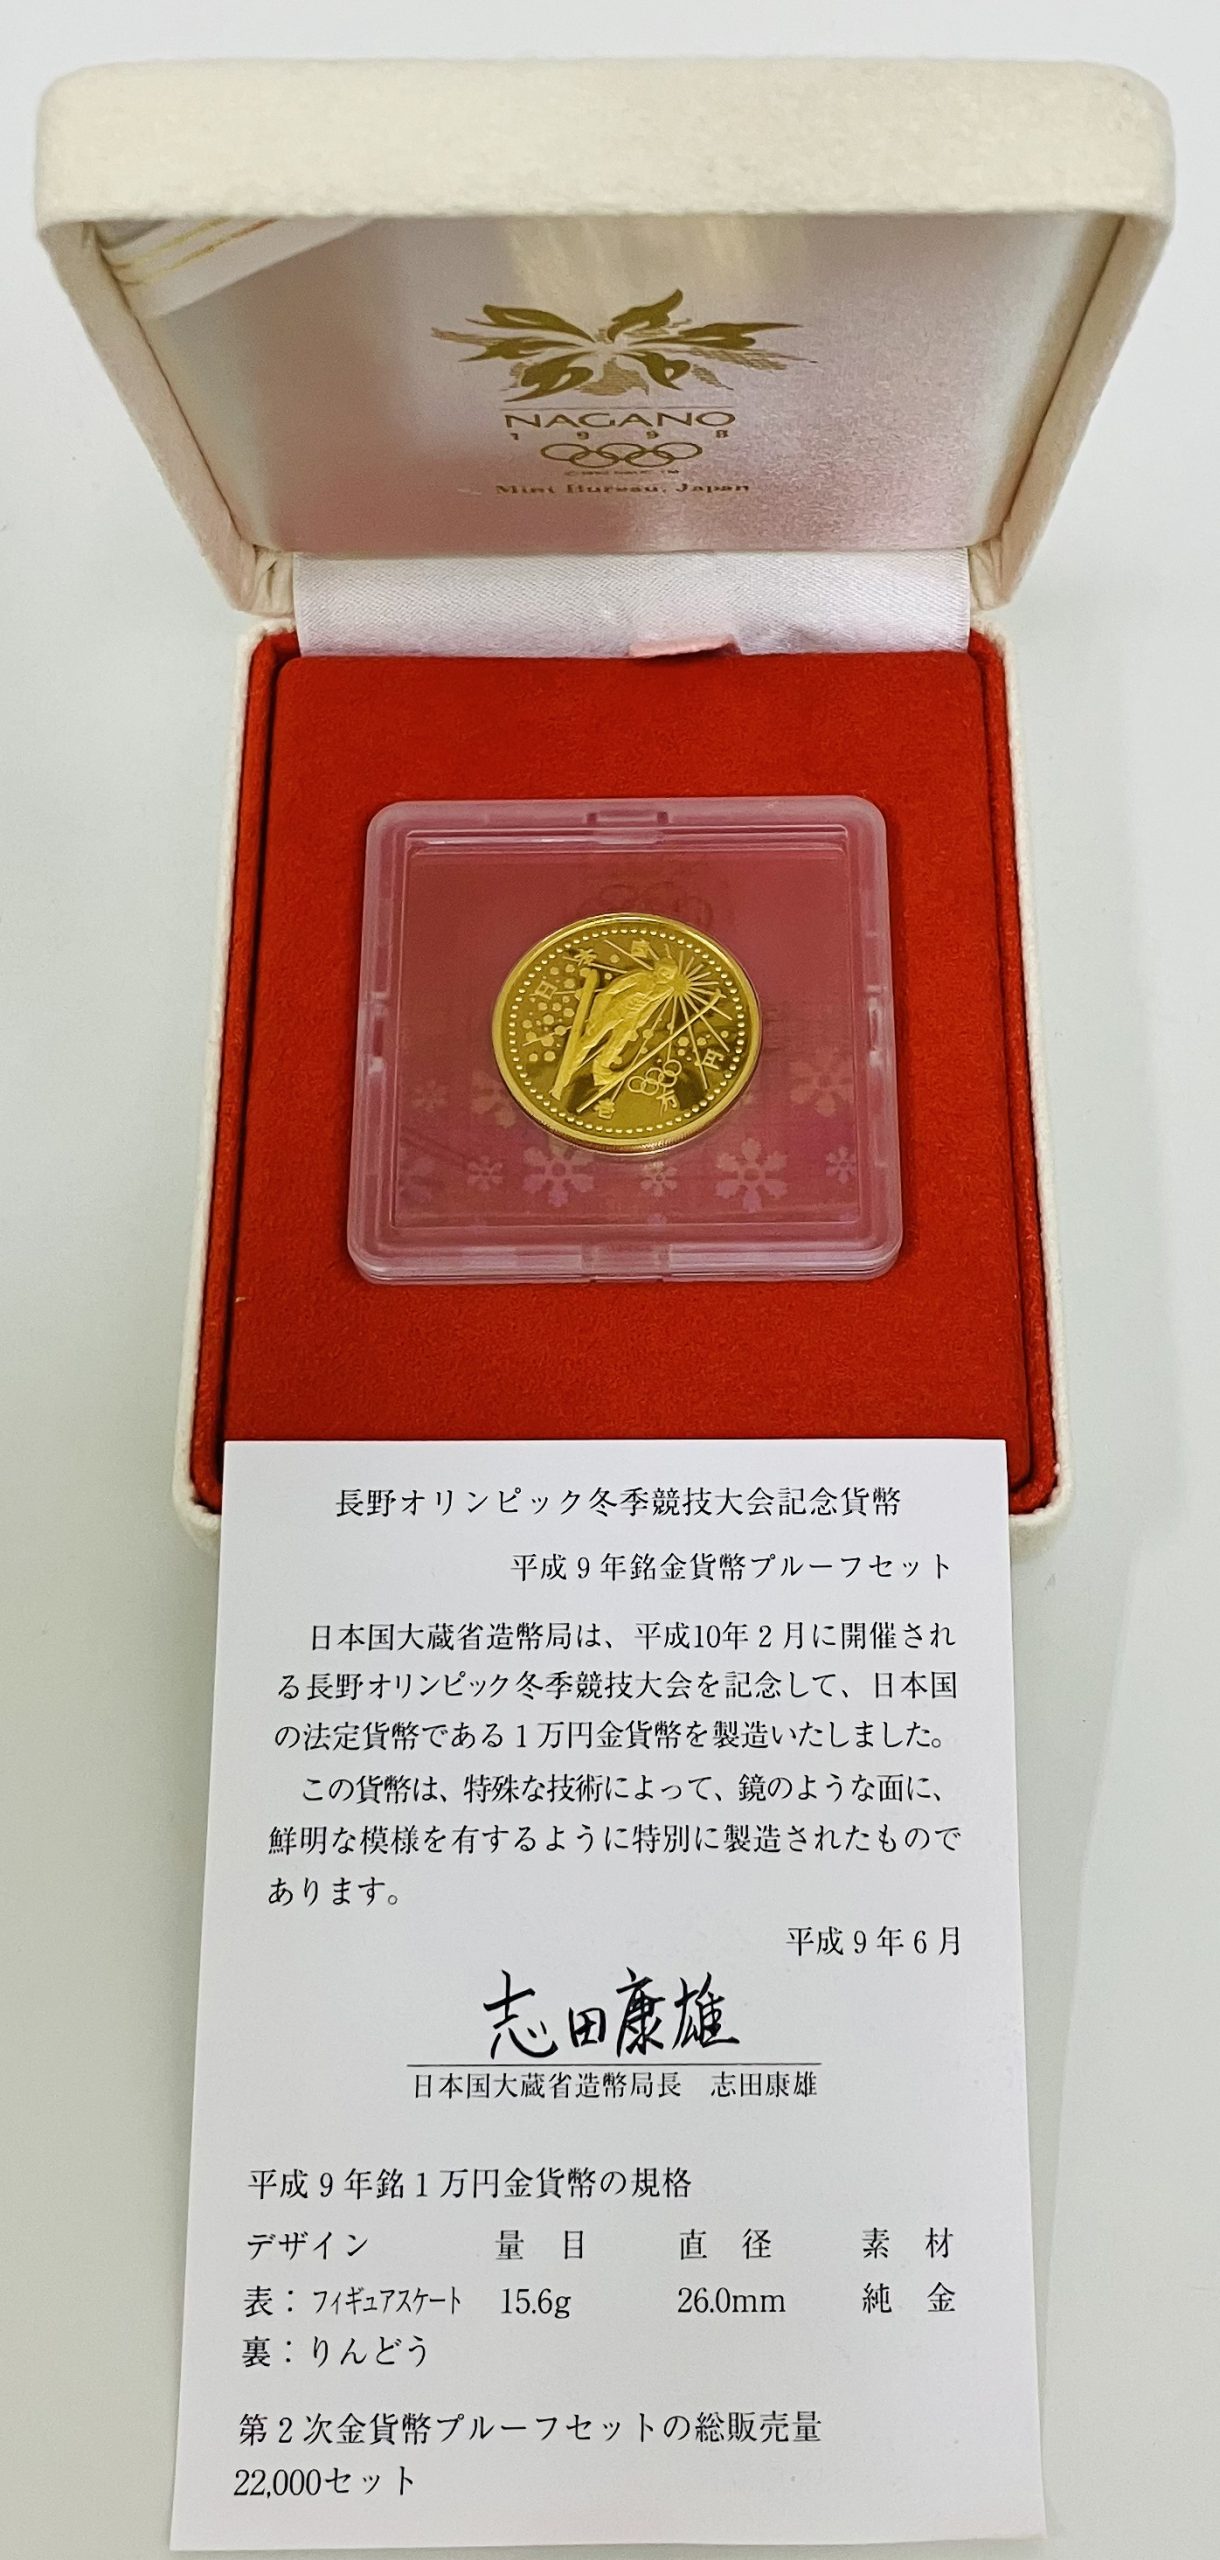 NAGANO
1998
Mint Bureau, Japan
日本国
壱万円
長野オリンピック冬季競技大会記念貨幣
平成9年銘金貨幣プルーフセット
日本国大蔵省造幣局は、平成10年2月に開催され
る長野オリンピック冬季競技大会を記念して、日本国
の法定貨幣である1万円金貨幣を製造いたしました。
この貨幣は、特殊な技術によって、鏡のような面に、
鮮明な模様を有するように特別に製造されたもので
あります。
平成9年6月
志田康雄
日本国大蔵省造幣局長 志田康雄
平成9年銘1万円金貨幣の規格
デザイン 量目 直径 素材
表：フィギュアスケート 15.6g 26.0mm 純金
裏：りんどう
第2次金貨幣プルーフセットの総販売量
22,000セット